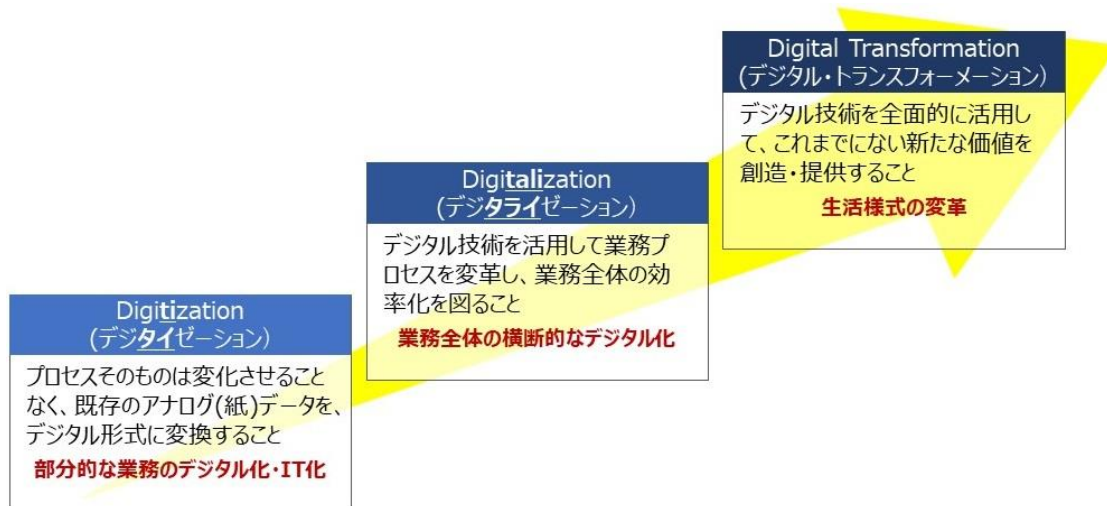 Digital Transformation
(デジタル・トランスフォーメーション)
デジタル技術を全面的に活用し
て、これまでにない新たな価値を
創造・提供すること
生活様式の変革
Digitalization
(デジタライゼーション)
デジタル技術を活用して業務プ
ロセスを変革し、業務全体の効
率化を図ること
業務全体の横断的なデジタル化
Digitization
(デジタイゼーション)
プロセスそのものは変化させること
なく、既存のアナログ(紙)データを、
デジタル形式に変換すること
部分的な業務のデジタル化・IT化